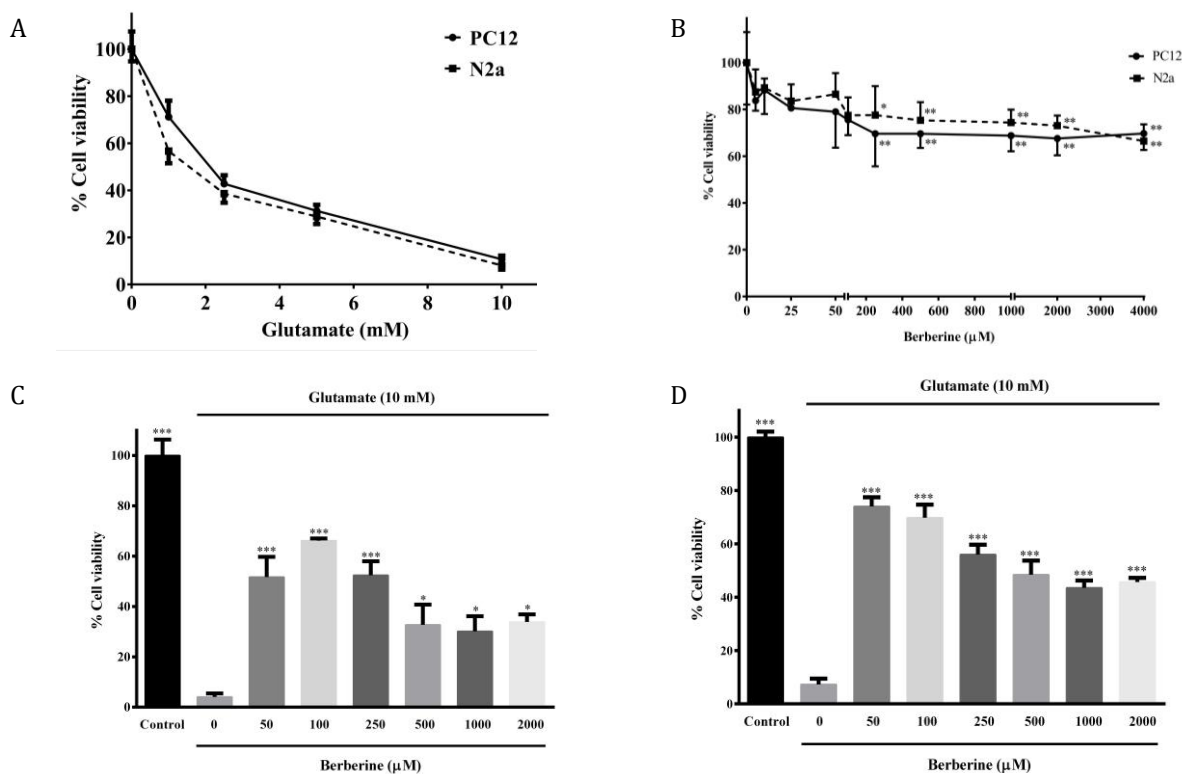 A
100
80
60
40
20
0
% Cell viability
PC12
N2a
0 2 4 6 8 10
Glutamate (mM)
B
100
80
60
40
20
0
% Cell viability
PC12
N2a
* ** ** ** **
** ** ** ** **
0 25 50 200 400 600 800 1000 2000 3000 4000
Berberine (μM)
C
Glutamate (10 mM)
100
80
60
40
20
0
% Cell viability
*** *** *** *** * * *
Control 0 50 100 250 500 1000 2000
Berberine (μM)
D
Glutamate (10 mM)
100
80
60
40
20
0
% Cell viability
*** *** *** *** *** *** ***
Control 0 50 100 250 500 1000 2000
Berberine (μM)